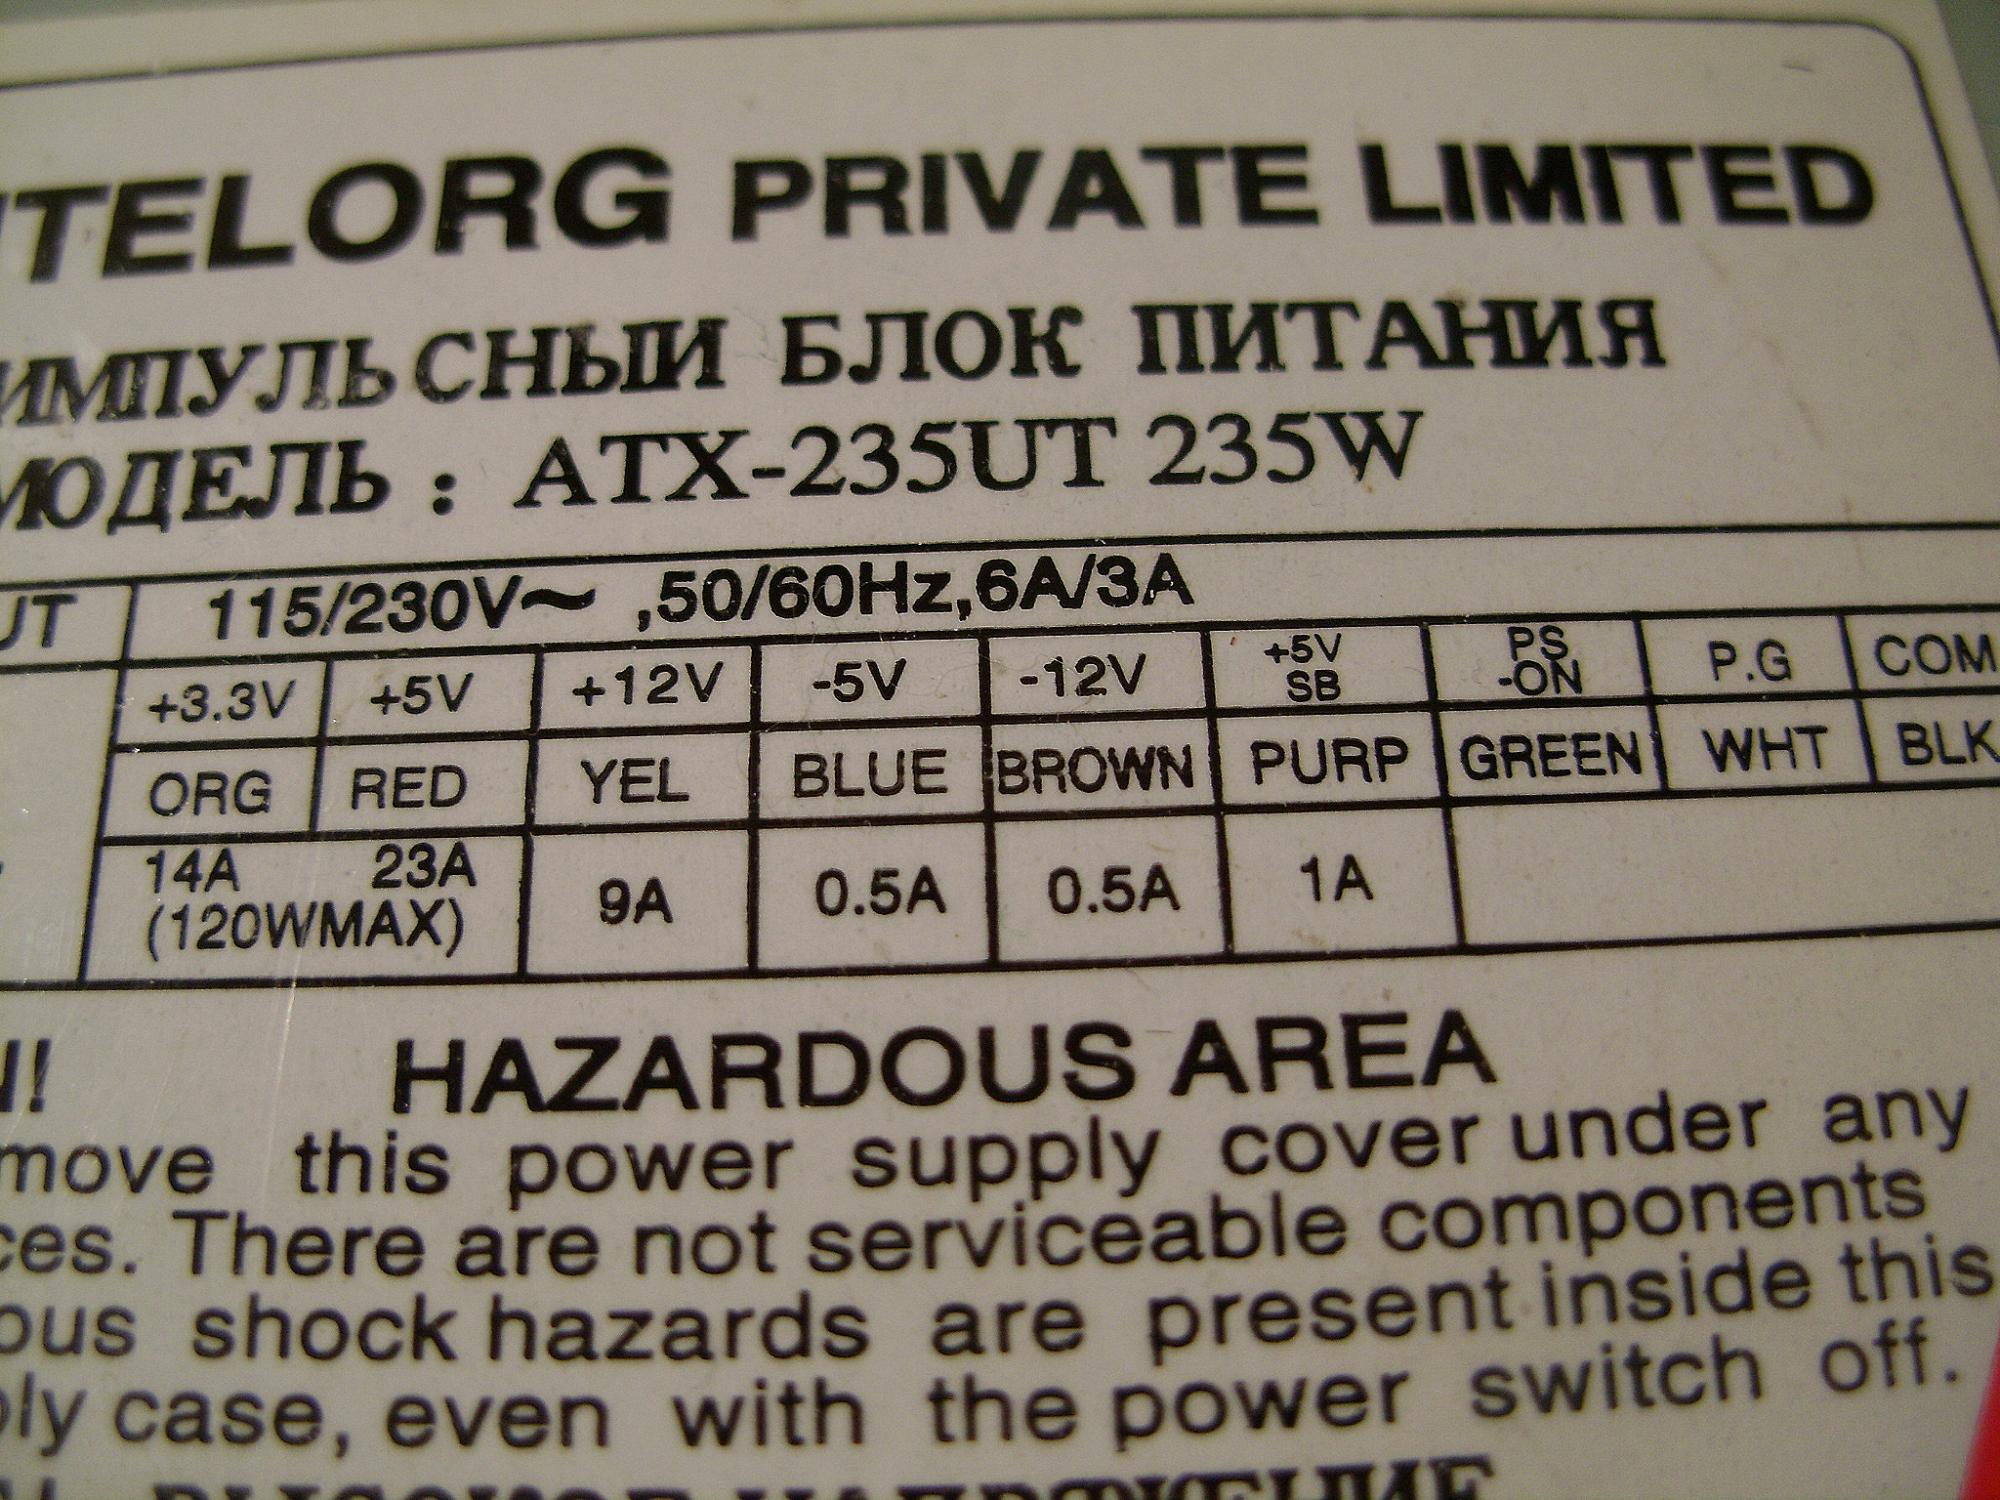 ITELORG PRIVATE LIMITED
ИМПУЛЬСНЫЙ БЛОК ПИТАНИЯ
МОДЕЛЬ : ATX-235UT 235W
UT 115/230V~ ,50/60Hz,6A/3A
+3.3V +5V +12V -5V -12V +5V SB PS -ON P.G COM
ORG RED YEL BLUE BROWN PURP GREEN WHT BLK
14A 23A (120WMAX) 9A 0.5A 0.5A 1A
N! HAZARDOUS AREA
move this power supply cover under any
ces. There are not serviceable components
ous shock hazards are present inside this
ply case, even with the power switch off.
ВЫСОКОЕ НАПРЯЖЕНИЕ